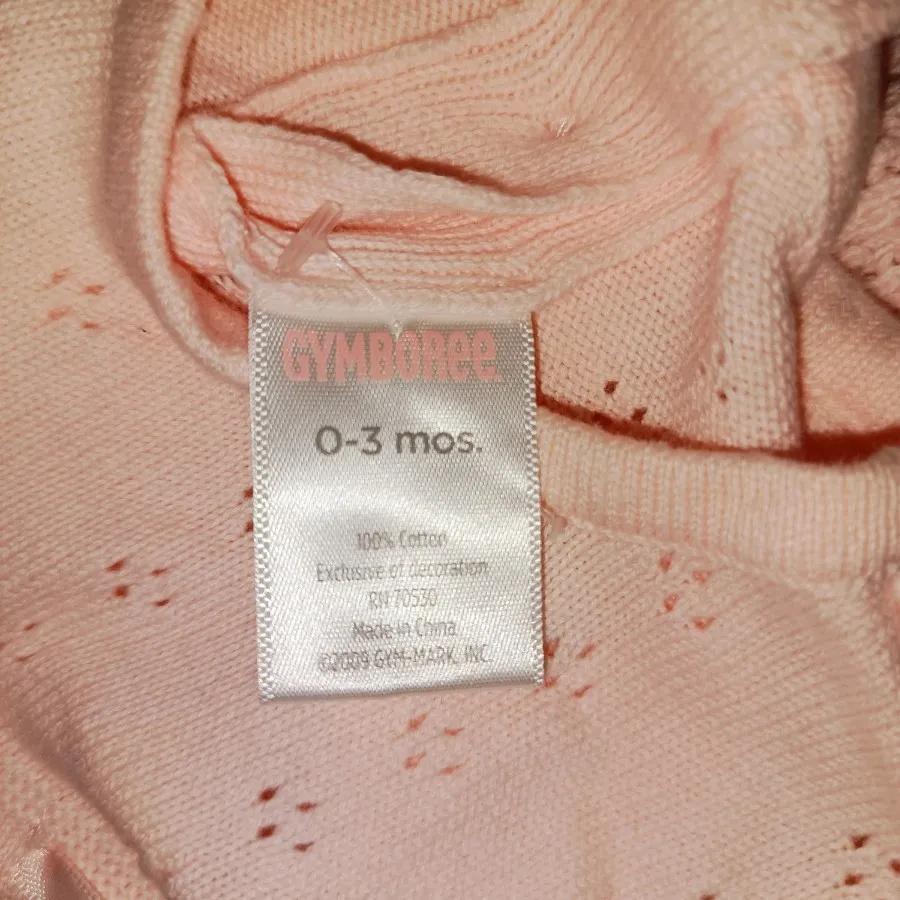 GYMBOREE
0-3 mos.
100% Cotton
Exclusive of decoration
RN 70530
Made in China
©2009 GYM-MARK, INC.